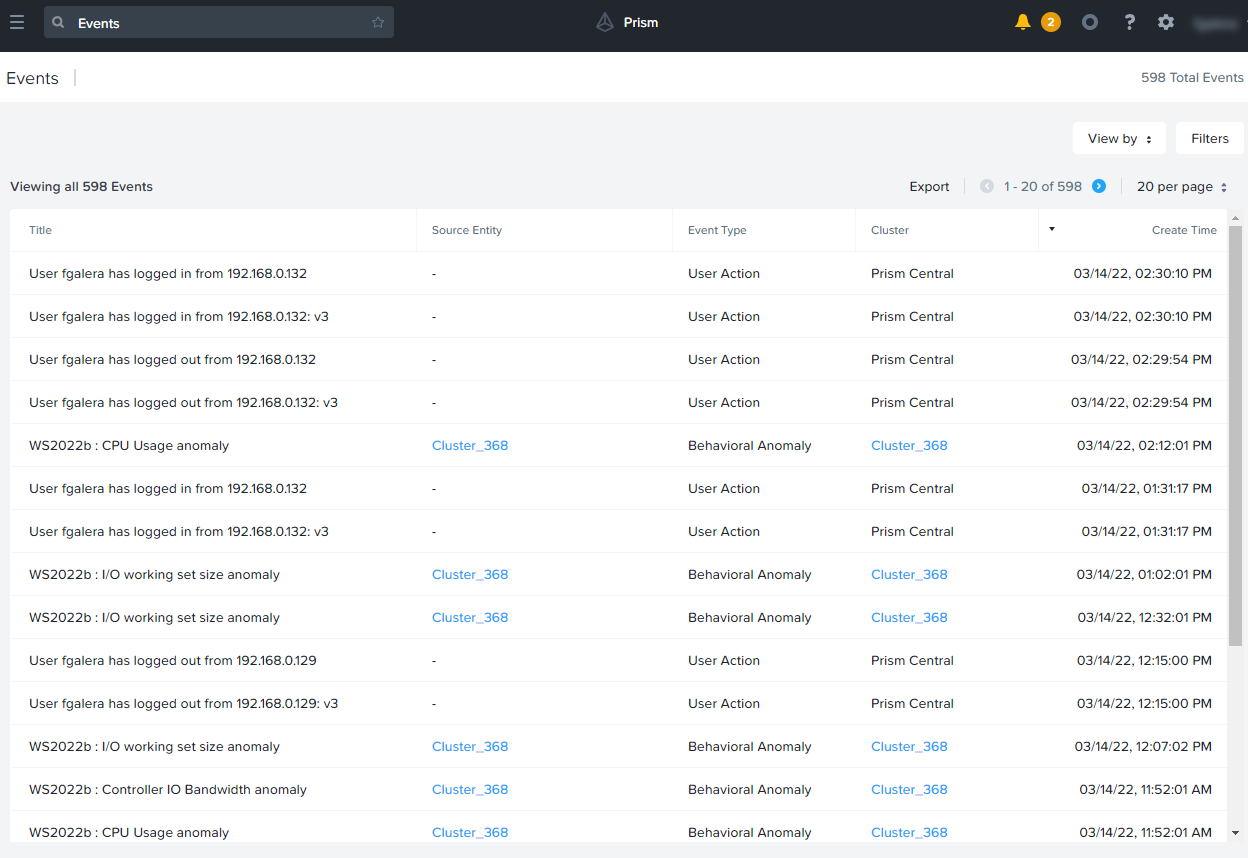 Events
Prism
2
?
Events
598 Total Events
View by
Filters
Viewing all 598 Events
Export
1 - 20 of 598
20 per page
Title Source Entity Event Type Cluster Create Time
User fgalera has logged in from 192.168.0.132 - User Action Prism Central 03/14/22, 02:30:10 PM
User fgalera has logged in from 192.168.0.132: v3 - User Action Prism Central 03/14/22, 02:30:10 PM
User fgalera has logged out from 192.168.0.132 - User Action Prism Central 03/14/22, 02:29:54 PM
User fgalera has logged out from 192.168.0.132: v3 - User Action Prism Central 03/14/22, 02:29:54 PM
WS2022b : CPU Usage anomaly Cluster_368 Behavioral Anomaly Cluster_368 03/14/22, 02:12:01 PM
User fgalera has logged in from 192.168.0.132 - User Action Prism Central 03/14/22, 01:31:17 PM
User fgalera has logged in from 192.168.0.132: v3 - User Action Prism Central 03/14/22, 01:31:17 PM
WS2022b : I/O working set size anomaly Cluster_368 Behavioral Anomaly Cluster_368 03/14/22, 01:02:01 PM
WS2022b : I/O working set size anomaly Cluster_368 Behavioral Anomaly Cluster_368 03/14/22, 12:32:01 PM
User fgalera has logged out from 192.168.0.129 - User Action Prism Central 03/14/22, 12:15:00 PM
User fgalera has logged out from 192.168.0.129: v3 - User Action Prism Central 03/14/22, 12:15:00 PM
WS2022b : I/O working set size anomaly Cluster_368 Behavioral Anomaly Cluster_368 03/14/22, 12:07:02 PM
WS2022b : Controller IO Bandwidth anomaly Cluster_368 Behavioral Anomaly Cluster_368 03/14/22, 11:52:01 AM
WS2022b : CPU Usage anomaly Cluster_368 Behavioral Anomaly Cluster_368 03/14/22, 11:52:01 AM